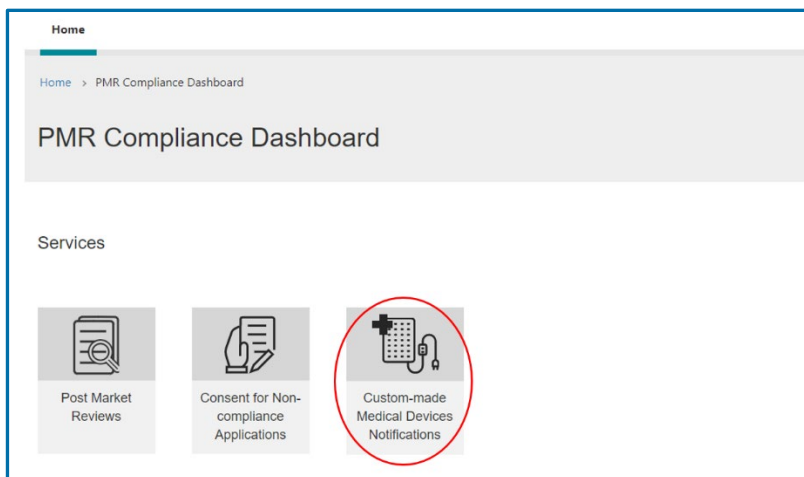 Home
Home > PMR Compliance Dashboard
PMR Compliance Dashboard
Services
Post Market
Reviews
Consent for Non-
compliance
Applications
Custom-made
Medical Devices
Notifications